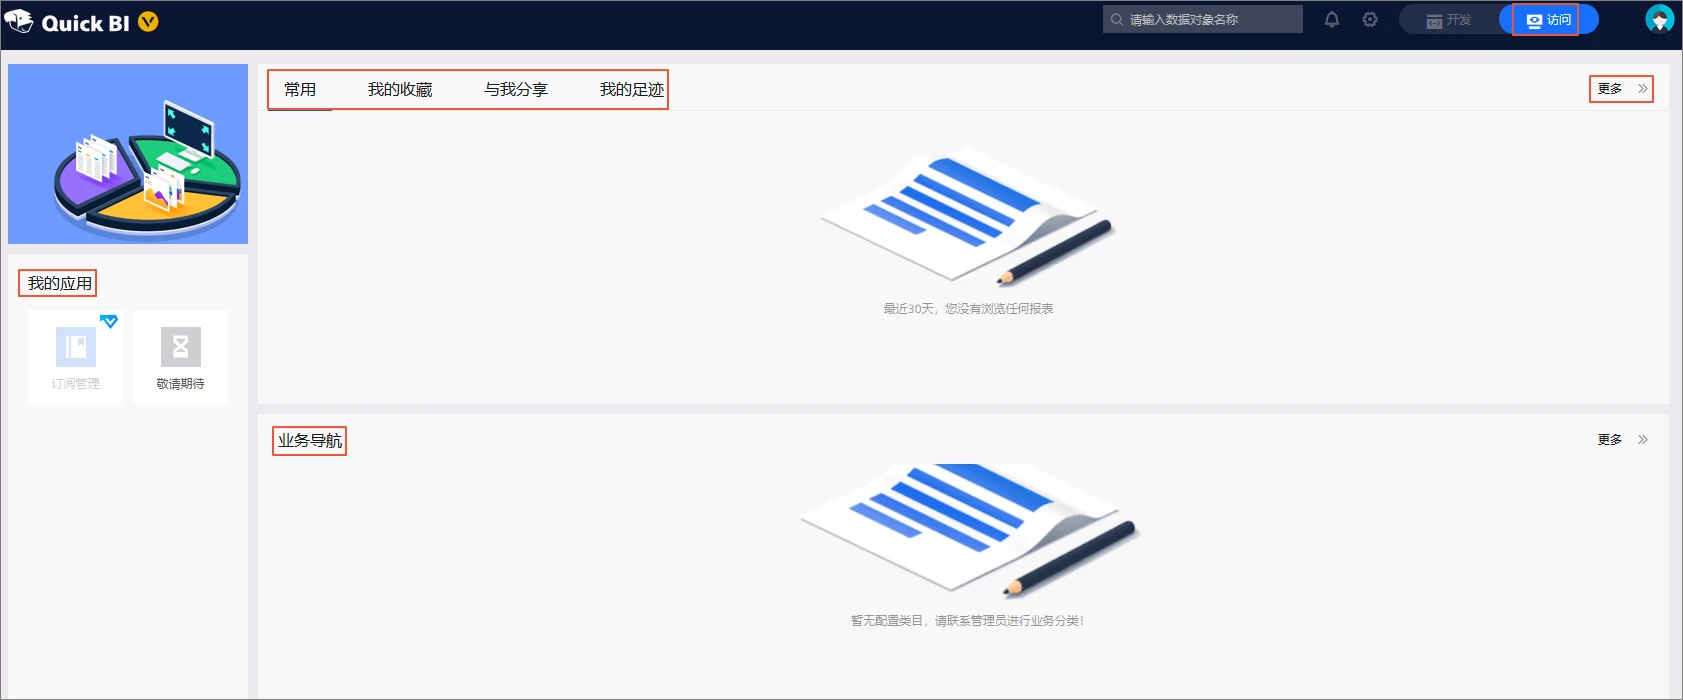 Quick BI
请输入数据对象名称
开发
访问
常用 我的收藏 与我分享 我的足迹
更多
最近30天，您没有浏览任何报表
我的应用
订阅管理 敬请期待
业务导航
更多
暂无配置类目，请联系管理员进行业务分类!